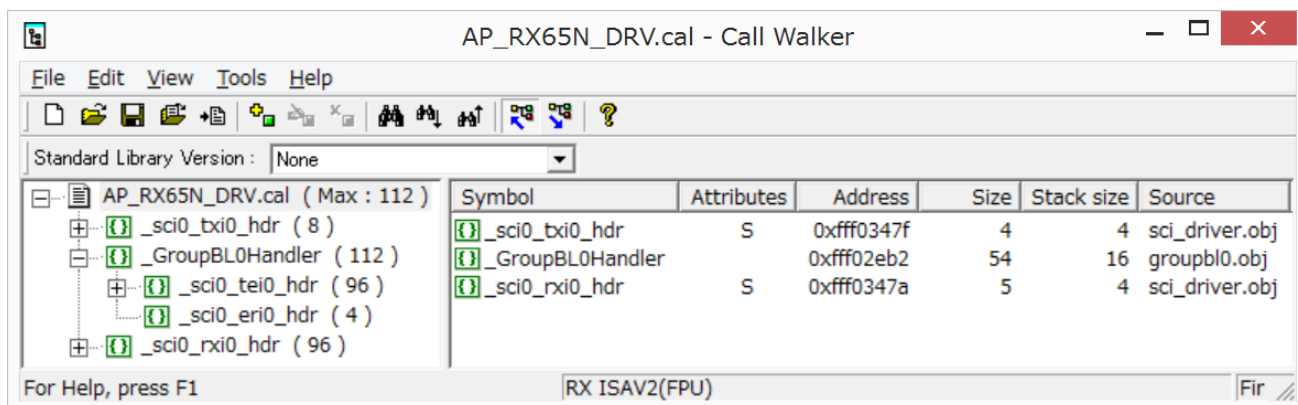 AP_RX65N_DRV.cal - Call Walker
File Edit View Tools Help
Standard Library Version : None
AP_RX65N_DRV.cal ( Max : 112 )
_sci0_txi0_hdr ( 8 )
_GroupBL0Handler ( 112 )
_sci0_tei0_hdr ( 96 )
_sci0_eri0_hdr ( 4 )
_sci0_rxi0_hdr ( 96 )
Symbol Attributes Address Size Stack size Source
_sci0_txi0_hdr S 0xfff0347f 4 4 sci_driver.obj
_GroupBL0Handler 0xfff02eb2 54 16 groupbl0.obj
_sci0_rxi0_hdr S 0xfff0347a 5 4 sci_driver.obj
For Help, press F1 RX ISAV2(FPU) Fir